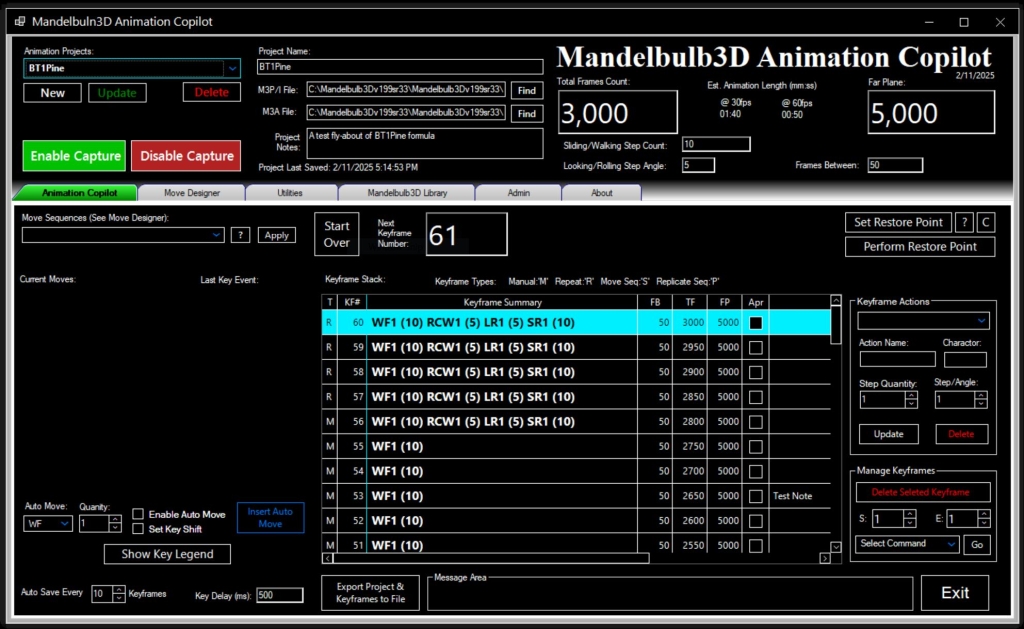 Mandelbuln3D Animation Copilot
Animation Projects:
BT1Pine
New
Update
Delete
Enable Capture
Disable Capture
Project Name:
BT1Pine
M3P/I File:
C:\Mandelbulb3Dv199sr33\Mandelbulb3Dv199sr33\
Find
M3A File:
C:\Mandelbulb3Dv199sr33\Mandelbulb3Dv199sr33\
Find
Project
Notes:
A test fly-about of BT1Pine formula
Project Last Saved: 2/11/2025 5:14:53 PM
Mandelbulb3D Animation Copilot
2/11/2025
Total Frames Count:
3,000
Est. Animation Length (mm:ss)
@ 30fps @ 60fps
01:40 00:50
Far Plane:
5,000
Sliding/Walking Step Count:
10
Looking/Rolling Step Angle:
5
Frames Between:
50
Animation Copilot
Move Designer
Utilities
Mandelbulb3D Library
Admin
About
Move Sequences (See Move Designer):
?
Apply
Start
Over
Next
Keyframe
Number:
61
Set Restore Point
?
C
Perform Restore Point
Current Moves:
Last Key Event:
Keyframe Stack:
Keyframe Types: Manual:'M' Repeat:'R' Move Seq:'S' Replicate Seq:'P'
T KF# Keyframe Summary FB TF FP Apr
R 60 WF1 (10) RCW1 (5) LR1 (5) SR1 (10) 50 3000 5000
R 59 WF1 (10) RCW1 (5) LR1 (5) SR1 (10) 50 2950 5000
R 58 WF1 (10) RCW1 (5) LR1 (5) SR1 (10) 50 2900 5000
R 57 WF1 (10) RCW1 (5) LR1 (5) SR1 (10) 50 2850 5000
M 56 WF1 (10) RCW1 (5) LR1 (5) SR1 (10) 50 2800 5000
M 55 WF1 (10) 50 2750 5000
M 54 WF1 (10) 50 2700 5000
M 53 WF1 (10) 50 2650 5000 Test Note
M 52 WF1 (10) 50 2600 5000
M 51 WF1 (10) 50 2550 5000
Keyframe Actions
Action Name:
Charactor:
Step Quantity:
Step/Angle:
1
1
Update
Delete
Manage Keyframes
Delete Seleted Keyframe
S: 1
E: 1
Select Command
Go
Auto Move:
Quanity:
WF
1
Enable Auto Move
Set Key Shift
Insert Auto
Move
Show Key Legend
Auto Save Every 10 Keyframes
Key Delay (ms): 500
Export Project &
Keyframes to File
Message Area
Exit